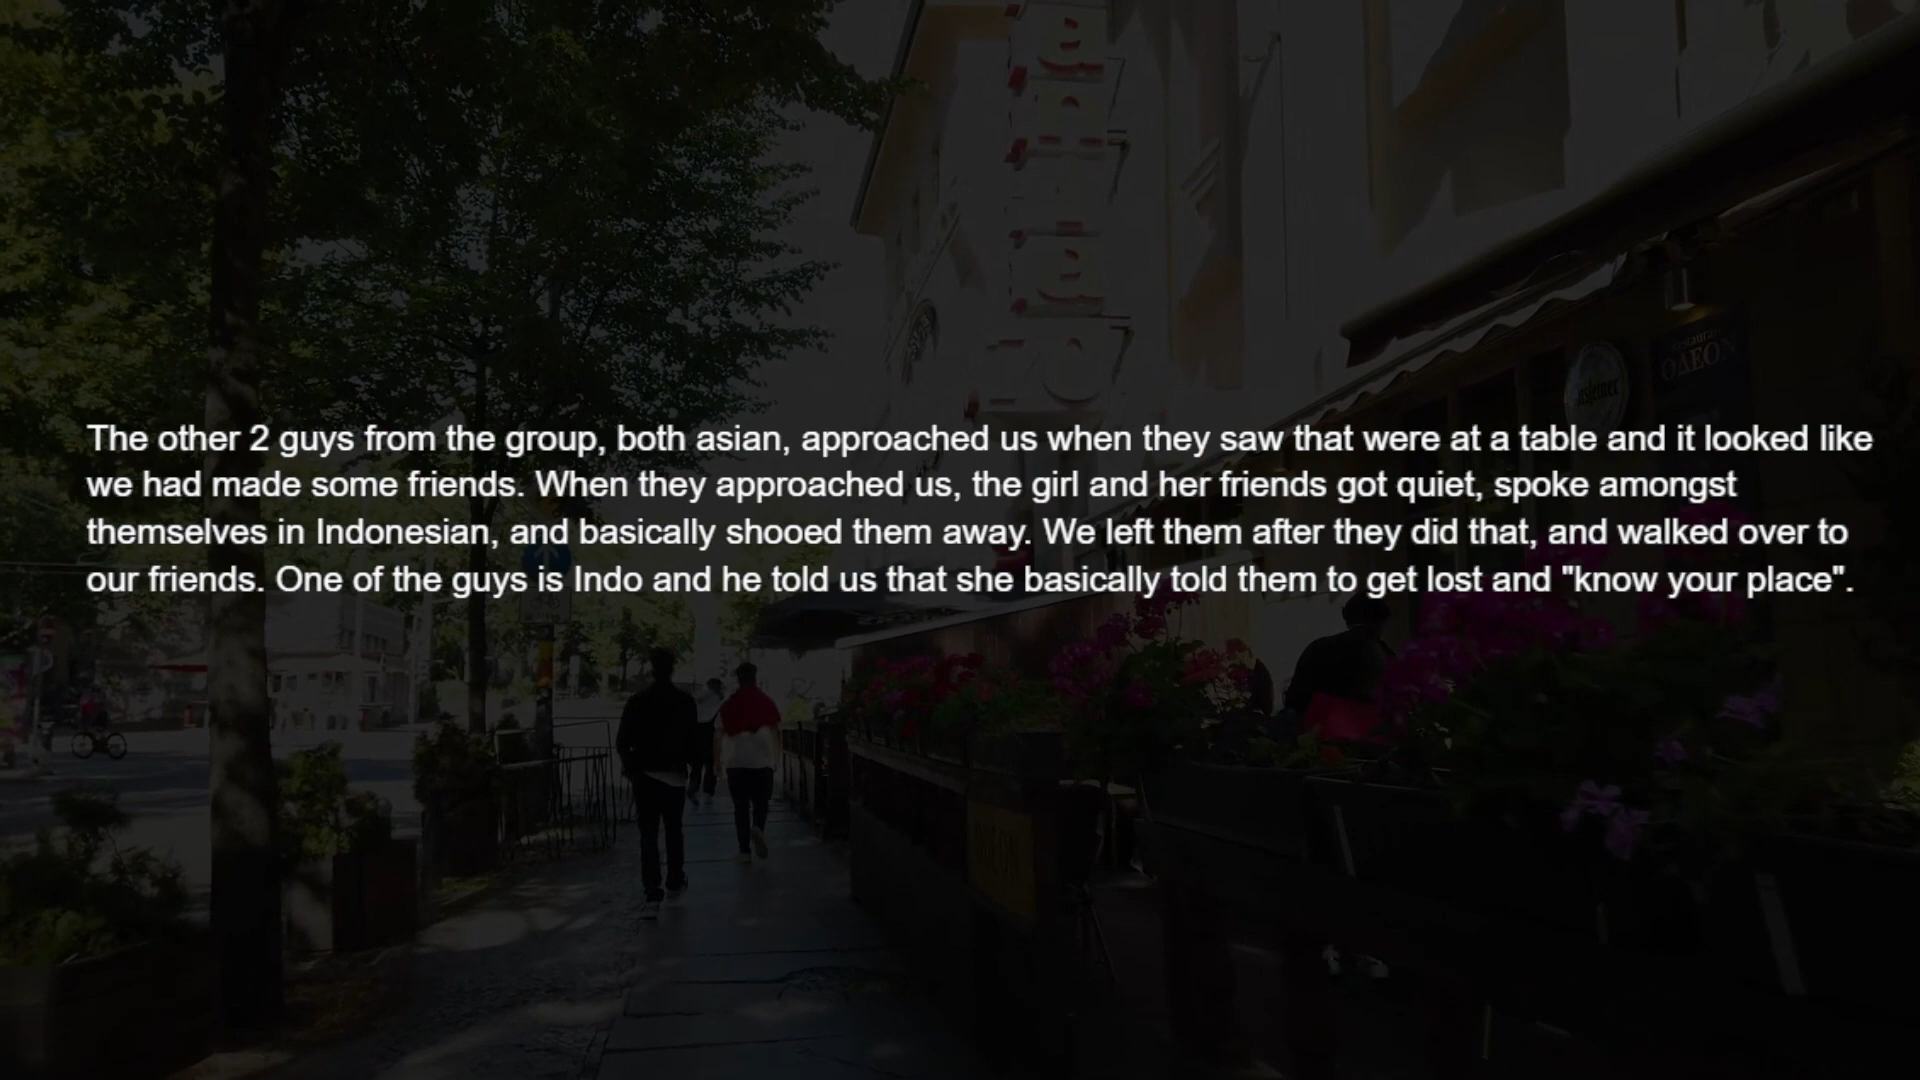 The other 2 guys from the group, both asian, approached us when they saw that were at a table and it looked like
we had made some friends. When they approached us, the girl and her friends got quiet, spoke amongst
themselves in Indonesian, and basically shooed them away. We left them after they did that, and walked over to
our friends. One of the guys is Indo and he told us that she basically told them to get lost and "know your place".